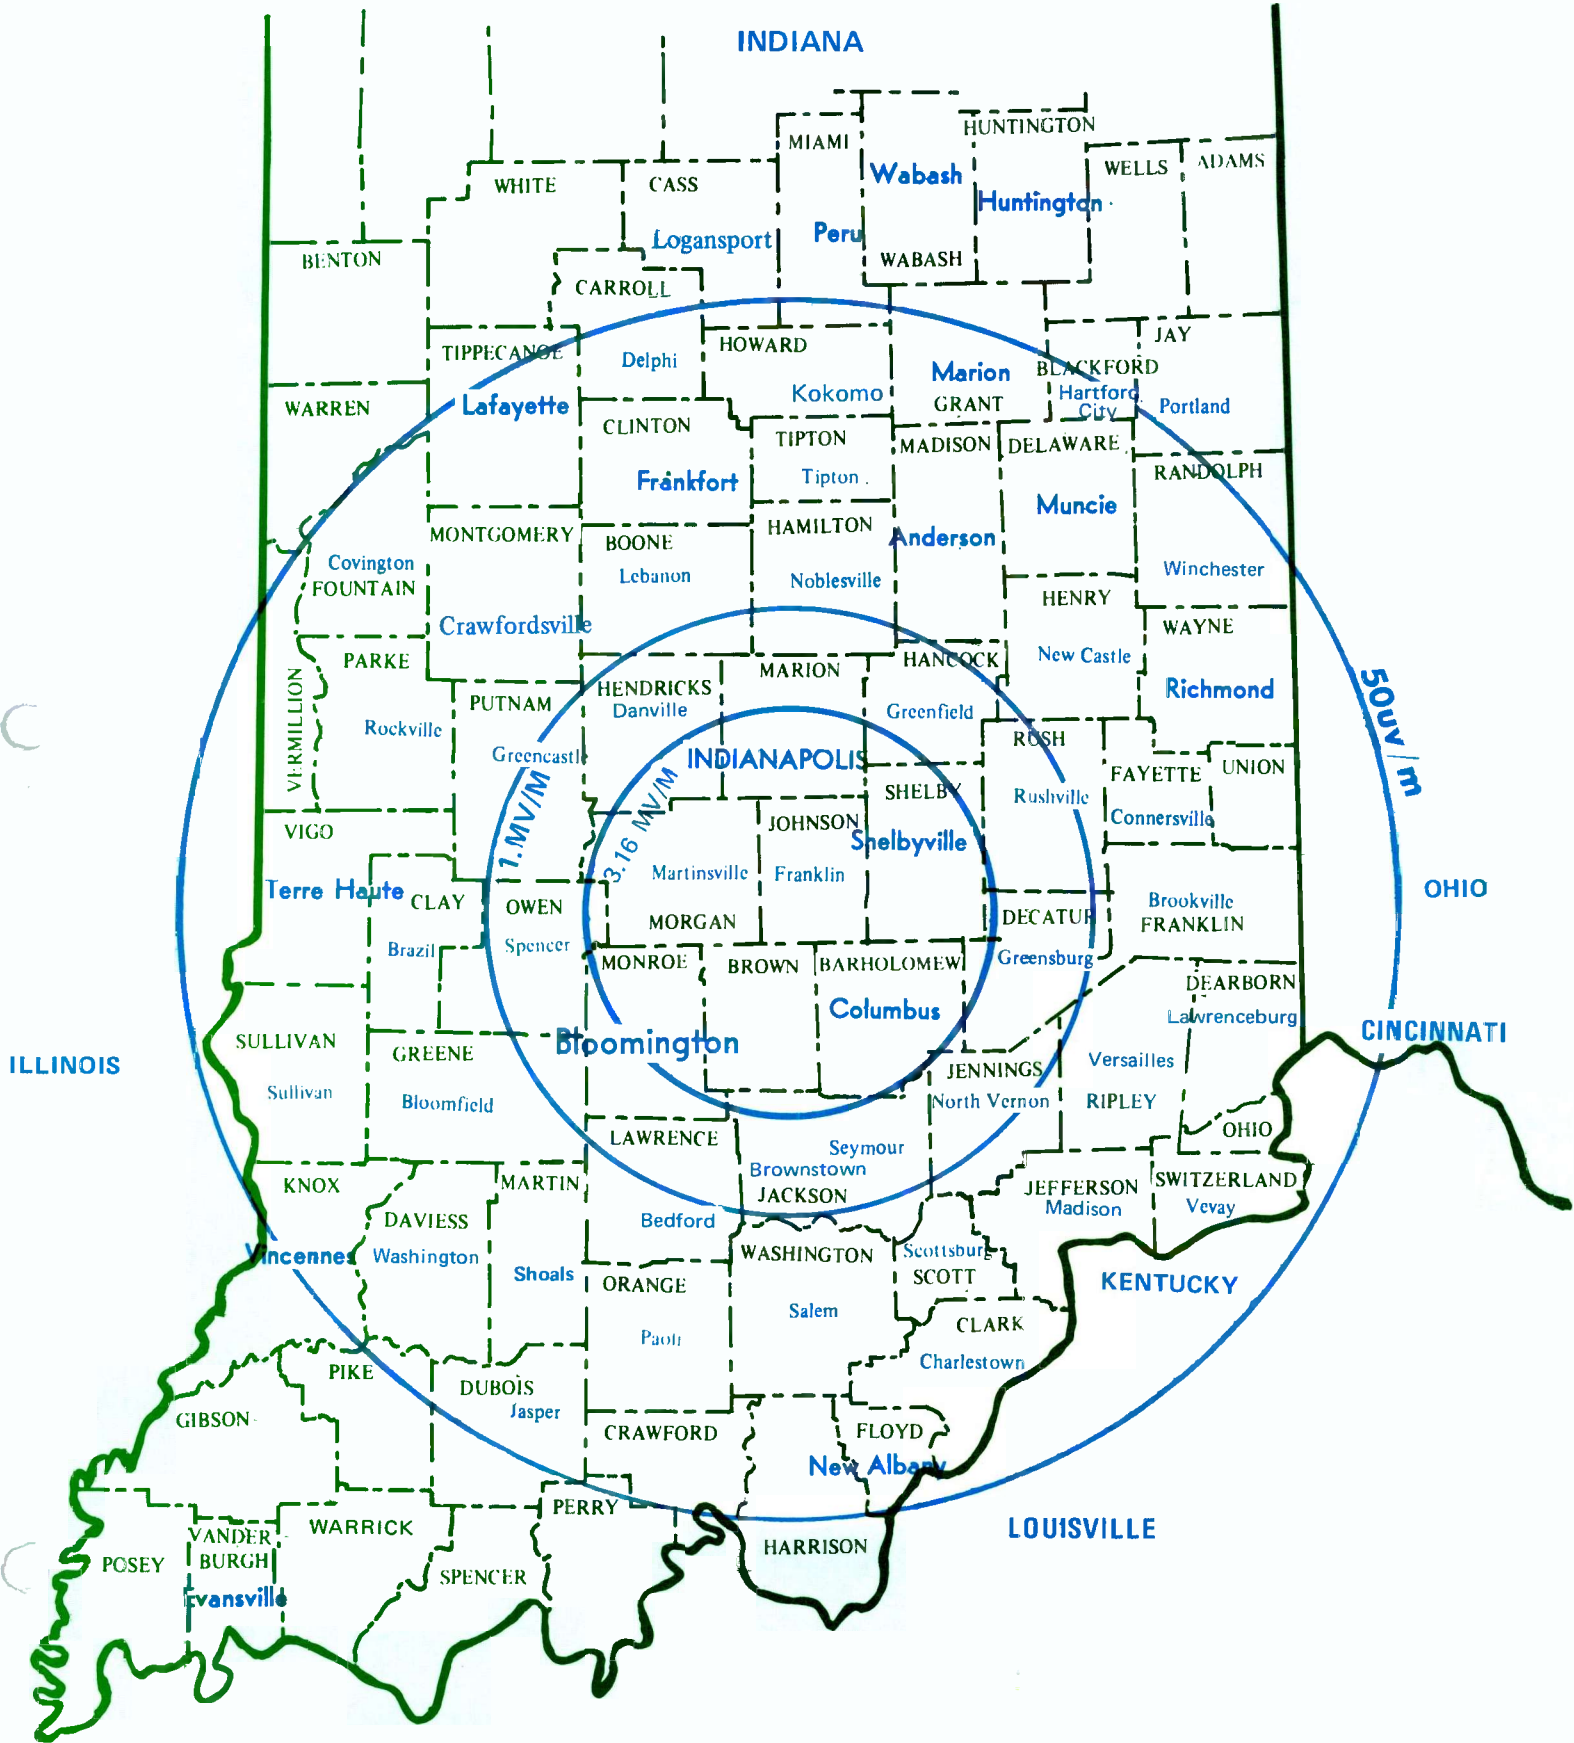 INDIANA
HUNTINGTON
MIAMI
WELLS
ADAMS
Wabash
WHITE
CASS
Huntington
Peru
Logansport
WABASH
BENTON
CARROLL
JAY
HOWARD
TIPPECANOE
Delphi
BLACKFORD
Marion
Kokomo
Hartford
City
GRANT
Portland
WARREN
Lafayette
CLINTON
TIPTON
MADISON
DELAWARE
RANDOLPH
Frankfort
Tipton
Muncie
HAMILTON
MONTGOMERY
BOONE
Anderson
Covington
Lebanon
Noblesville
Winchester
FOUNTAIN
HENRY
Crawfordsville
WAYNE
PARKE
MARION
HANCOCK
New Castle
HENDRICKS
Richmond
PUTNAM
Danville
Greenfield
50uv/m
VERMILLION
Rockville
RUSH
Greencastle
INDIANAPOLIS
FAYETTE
UNION
1.MV/M
3.16 MV/M
SHELBY
Rushville
Connersville
VIGO
JOHNSON
Shelbyville
Martinsville
Franklin
Terre Haute
CLAY
OWEN
Brookville
OHIO
MORGAN
DECATUR
FRANKLIN
Brazil
Spencer
MONROE
BROWN
BARHOLOMEW
Greensburg
DEARBORN
Columbus
Lawrenceburg
CINCINNATI
SULLIVAN
Bloomington
GREENE
ILLINOIS
JENNINGS
Versailles
Sullivan
Bloomfield
North Vernon
RIPLEY
LAWRENCE
Seymour
OHIO
Brownstown
KNOX
MARTIN
JACKSON
JEFFERSON
SWITZERLAND
Madison
Vevay
DAVIESS
Bedford
Vincennes
Washington
WASHINGTON
Scottsburg
Shoals
ORANGE
SCOTT
KENTUCKY
Salem
Paoli
CLARK
Charlestown
PIKE
DUBOIS
Jasper
GIBSON
CRAWFORD
FLOYD
New Albany
PERRY
WARRICK
LOUISVILLE
VANDER
BURGH
HARRISON
POSEY
SPENCER
Evansville